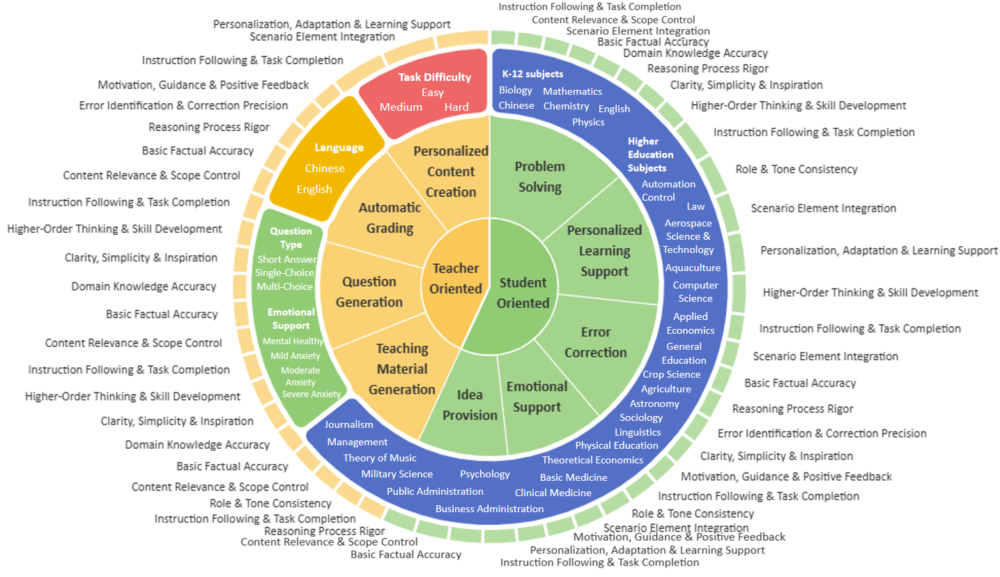 Instruction Following & Task Completion
Content Relevance & Scope Control
Scenario Element Integration
Basic Factual Accuracy
Domain Knowledge Accuracy
Reasoning Process Rigor
Clarity, Simplicity & Inspiration
Higher-Order Thinking & Skill Development
Instruction Following & Task Completion
Role & Tone Consistency
Scenario Element Integration
Personalization, Adaptation & Learning Support
Higher-Order Thinking & Skill Development
Instruction Following & Task Completion
Scenario Element Integration
Basic Factual Accuracy
Reasoning Process Rigor
Error Identification & Correction Precision
Clarity, Simplicity & Inspiration
Motivation, Guidance & Positive Feedback
Instruction Following & Task Completion
Role & Tone Consistency
Scenario Element Integration
Motivation, Guidance & Positive Feedback
Personalization, Adaptation & Learning Support
Instruction Following & Task Completion
Personalization, Adaptation & Learning Support
Scenario Element Integration
Instruction Following & Task Completion
Motivation, Guidance & Positive Feedback
Error Identification & Correction Precision
Reasoning Process Rigor
Basic Factual Accuracy
Content Relevance & Scope Control
Instruction Following & Task Completion
Higher-Order Thinking & Skill Development
Clarity, Simplicity & Inspiration
Domain Knowledge Accuracy
Basic Factual Accuracy
Content Relevance & Scope Control
Instruction Following & Task Completion
Higher-Order Thinking & Skill Development
Clarity, Simplicity & Inspiration
Domain Knowledge Accuracy
Basic Factual Accuracy
Content Relevance & Scope Control
Role & Tone Consistency
Instruction Following & Task Completion
Reasoning Process Rigor
Content Relevance & Scope Control
Basic Factual Accuracy
Task Difficulty
Easy
Medium Hard
Language
Chinese
English
Question
Type
Short Answer
Single-Choice
Multi-Choice
Emotional
Support
Mental Healthy
Mild Anxiety
Moderate
Anxiety
Severe Anxiety
K-12 subjects
Biology Mathematics
Chinese Chemistry English
Physics
Higher
Education
Subjects
Automation
Control
Law
Aerospace
Science &
Technology
Aquaculture
Computer
Science
Applied
Economics
General
Education
Crop Science
Agriculture
Astronomy
Sociology
Linguistics
Physical Education
Theoretical Economics
Basic Medicine
Clinical Medicine
Psychology
Business Administration
Public Administration
Military Science
Theory of Music
Management
Journalism
Personalized
Content
Creation
Automatic
Grading
Question
Generation
Teaching
Material
Generation
Problem
Solving
Personalized
Learning
Support
Error
Correction
Emotional
Support
Idea
Provision
Teacher
Oriented
Student
Oriented